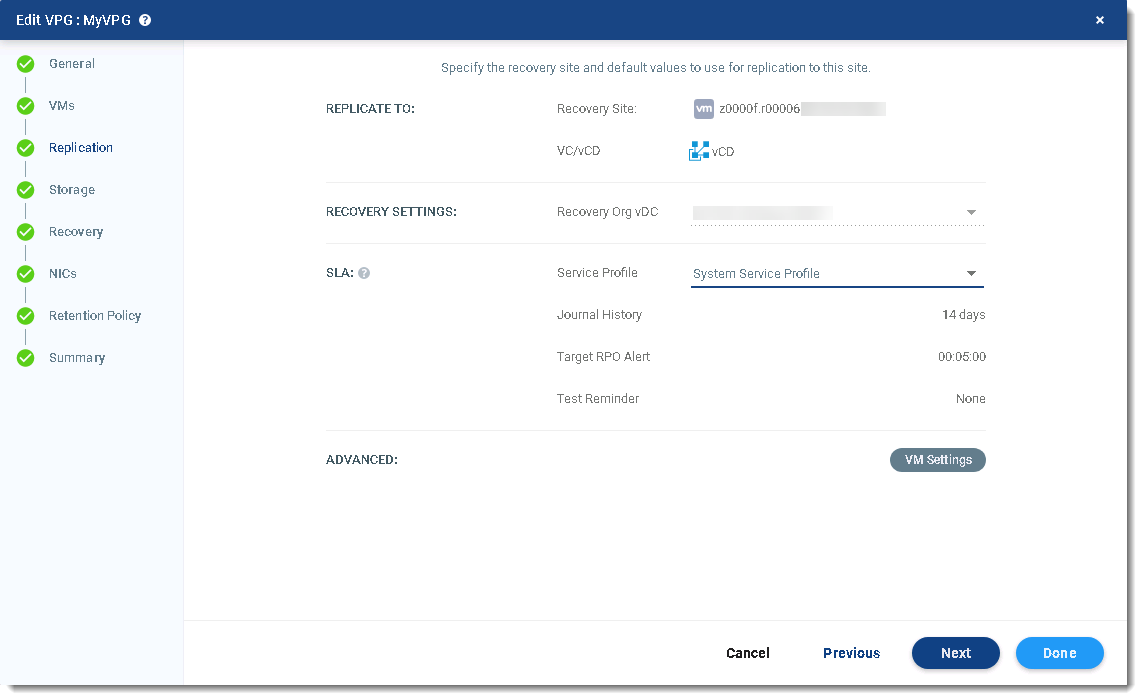 Edit VPG : MyVPG ?
General
VMs
Replication
Storage
Recovery
NICs
Retention Policy
Summary
Specify the recovery site and default values to use for replication to this site.
REPLICATE TO: Recovery Site: vm z0000f.r00006
VC/vCD vCD
RECOVERY SETTINGS: Recovery Org vDC
SLA: ? Service Profile System Service Profile
Journal History 14 days
Target RPO Alert 00:05:00
Test Reminder None
ADVANCED: VM Settings
Cancel Previous Next Done